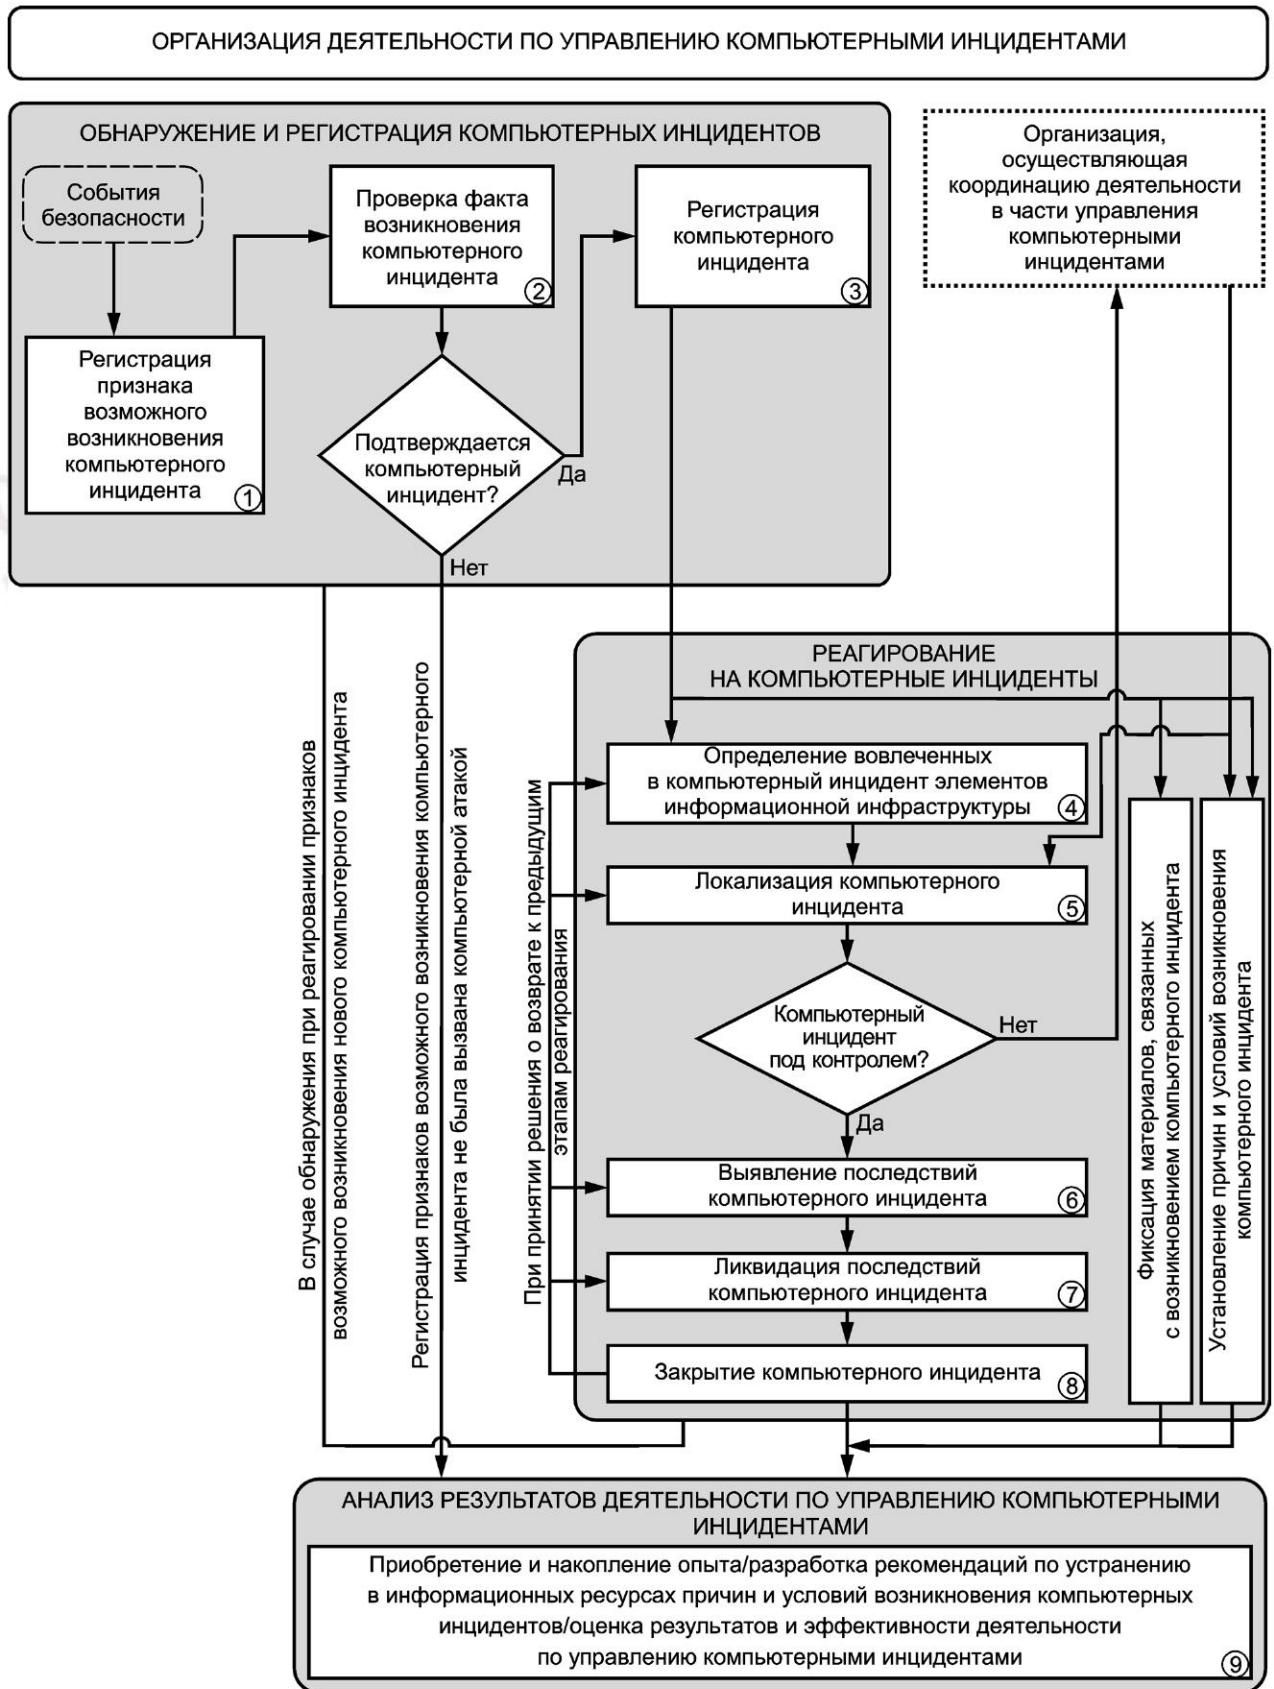 ОРГАНИЗАЦИЯ ДЕЯТЕЛЬНОСТИ ПО УПРАВЛЕНИЮ КОМПЬЮТЕРНЫМИ ИНЦИДЕНТАМИ
ОБНАРУЖЕНИЕ И РЕГИСТРАЦИЯ КОМПЬЮТЕРНЫХ ИНЦИДЕНТОВ
События
безопасности
Регистрация
признака
возможного
возникновения
компьютерного
инцидента
1
Проверка факта
возникновения
компьютерного
инцидента
2
Подтверждается
компьютерный
инцидент?
Да
Нет
Регистрация
компьютерного
инцидента
3
Организация,
осуществляющая
координацию деятельности
в части управления
компьютерными
инцидентами
В случае обнаружения при реагировании признаков
возможного возникновения нового компьютерного инцидента
Регистрация признаков возможного возникновения компьютерного
инцидента не была вызвана компьютерной атакой
При принятии решения о возврате к предыдущим
этапам реагирования
РЕАГИРОВАНИЕ
НА КОМПЬЮТЕРНЫЕ ИНЦИДЕНТЫ
Определение вовлеченных
в компьютерный инцидент элементов
информационной инфраструктуры
4
Локализация компьютерного
инцидента
5
Компьютерный
инцидент
под контролем?
Нет
Да
Выявление последствий
компьютерного инцидента
6
Ликвидация последствий
компьютерного инцидента
7
Закрытие компьютерного инцидента
8
Фиксация материалов, связанных
с возникновением компьютерного инцидента
Установление причин и условий возникновения
компьютерного инцидента
АНАЛИЗ РЕЗУЛЬТАТОВ ДЕЯТЕЛЬНОСТИ ПО УПРАВЛЕНИЮ КОМПЬЮТЕРНЫМИ
ИНЦИДЕНТАМИ
Приобретение и накопление опыта/разработка рекомендаций по устранению
в информационных ресурсах причин и условий возникновения компьютерных
инцидентов/оценка результатов и эффективности деятельности
по управлению компьютерными инцидентами
9